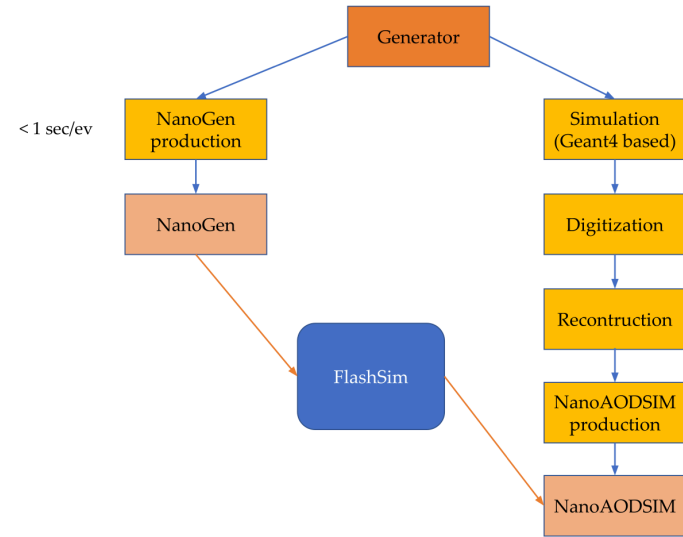 Generator
< 1 sec/ev
NanoGen
production
Simulation
(Geant4 based)
NanoGen
Digitization
Recontruction
FlashSim
NanoAODSIM
production
NanoAODSIM